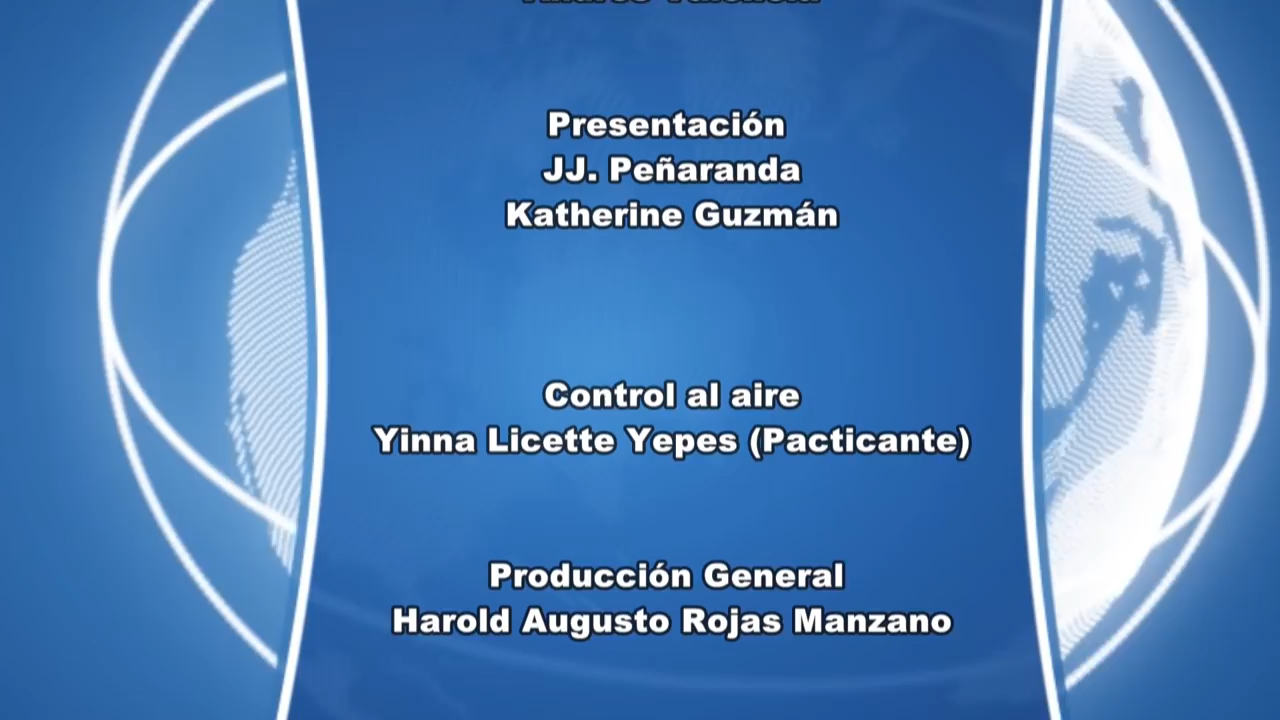 Presentación
JJ. Peñaranda
Katherine Guzmán
Control al aire
Yinna Licette Yepes (Pacticante)
Producción General
Harold Augusto Rojas Manzano